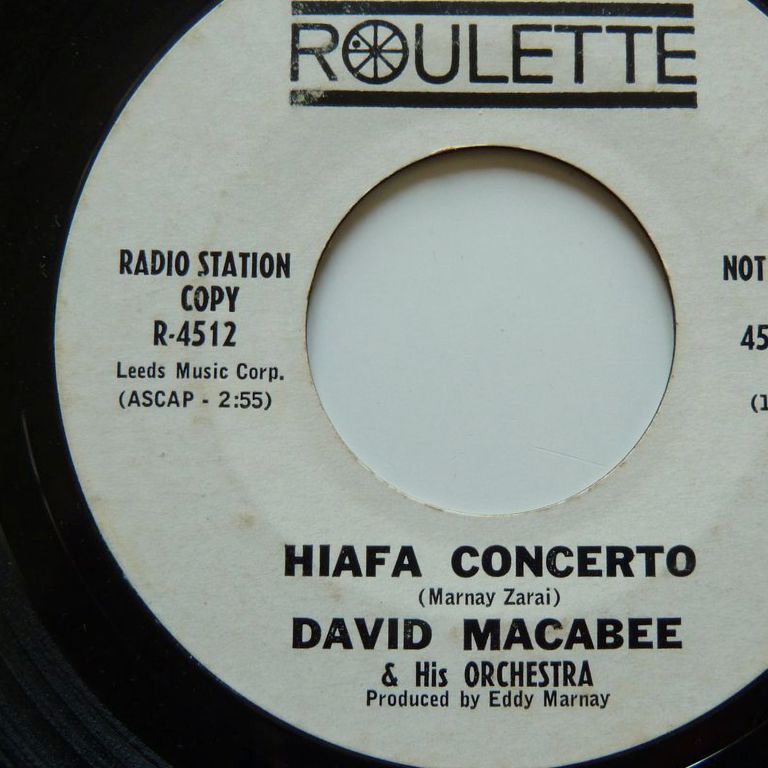 ROULETTE
RADIO STATION
COPY
R-4512
Leeds Music Corp.
(ASCAP - 2:55)
NOT
45
(1
HIAFA CONCERTO
(Marnay Zarai)
DAVID MACABEE
& His ORCHESTRA
Produced by Eddy Marnay